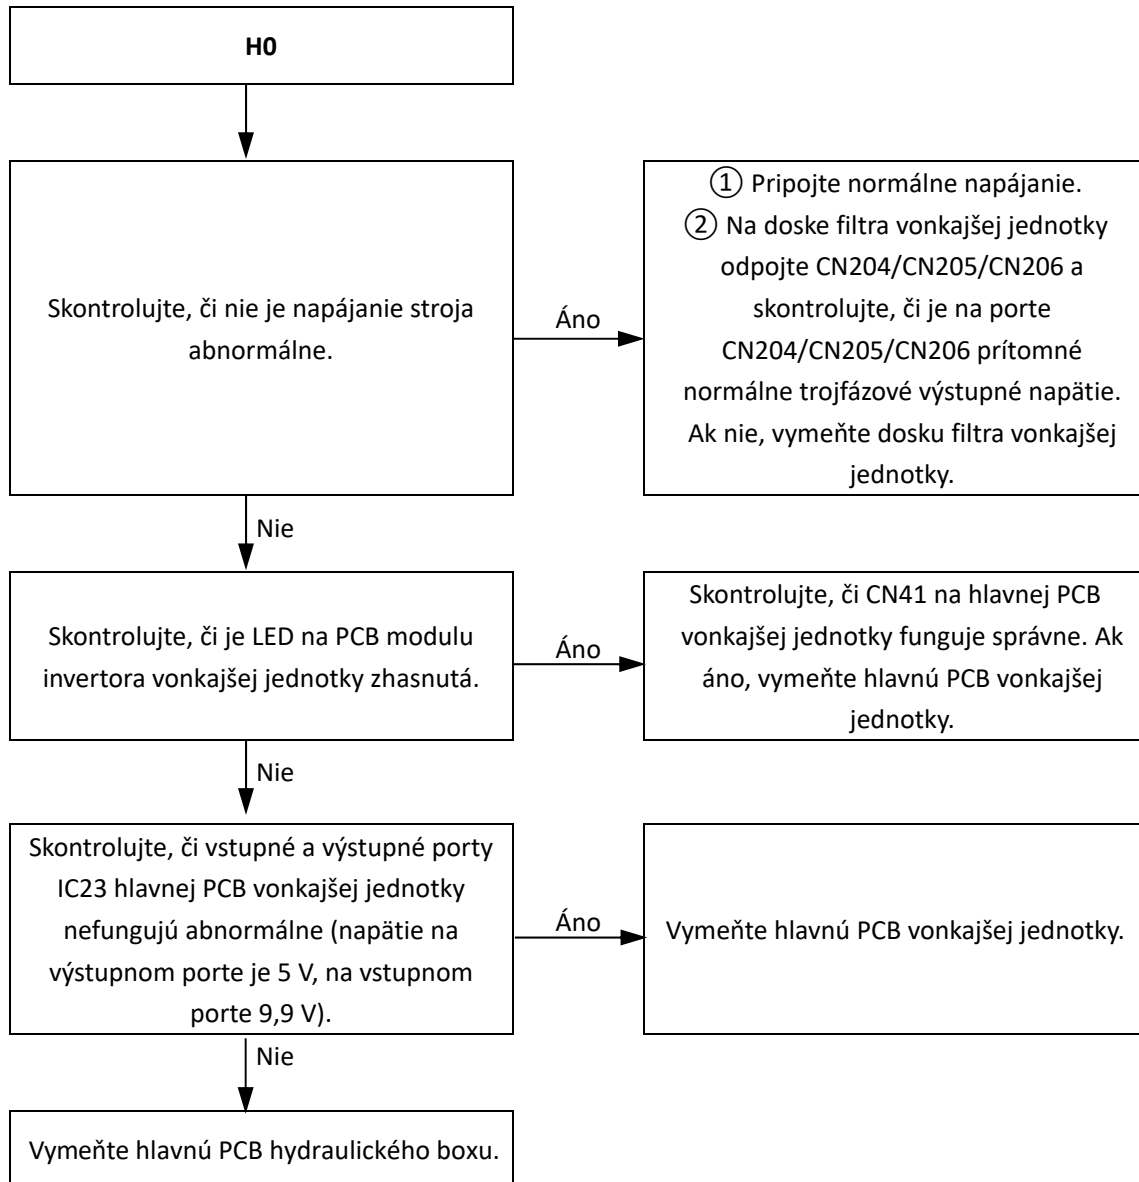 H0
Skontrolujte, či nie je napájanie stroja
abnormálne.
Áno
① Pripojte normálne napájanie.
② Na doske filtra vonkajšej jednotky
odpojte CN204/CN205/CN206 a
skontrolujte, či je na porte
CN204/CN205/CN206 prítomné
normálne trojfázové výstupné napätie.
Ak nie, vymeňte dosku filtra vonkajšej
jednotky.
Nie
Skontrolujte, či je LED na PCB modulu
invertora vonkajšej jednotky zhasnutá.
Áno
Skontrolujte, či CN41 na hlavnej PCB
vonkajšej jednotky funguje správne. Ak
áno, vymeňte hlavnú PCB vonkajšej
jednotky.
Nie
Skontrolujte, či vstupné a výstupné porty
IC23 hlavnej PCB vonkajšej jednotky
nefungujú abnormálne (napätie na
výstupnom porte je 5 V, na vstupnom
porte 9,9 V).
Áno
Vymeňte hlavnú PCB vonkajšej jednotky.
Nie
Vymeňte hlavnú PCB hydraulického boxu.